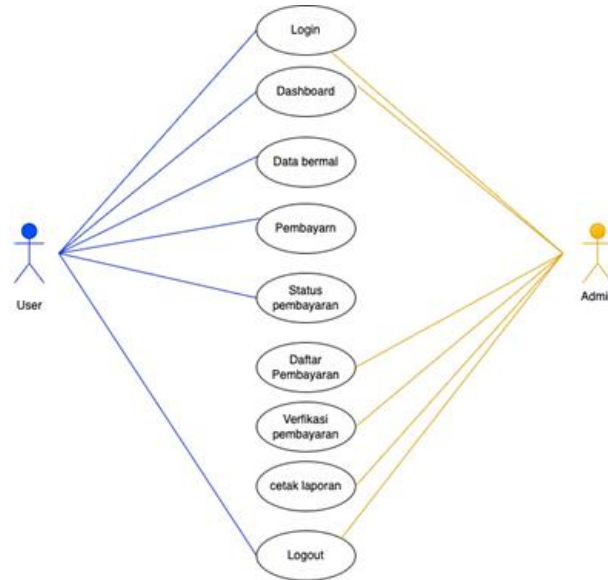 Login
Dashboard
Data bermal
Pembayarn
User
Admi
Status
pembayaran
Daftar
Pembayaran
Verfikasi
pembayaran
cetak laporan
Logout